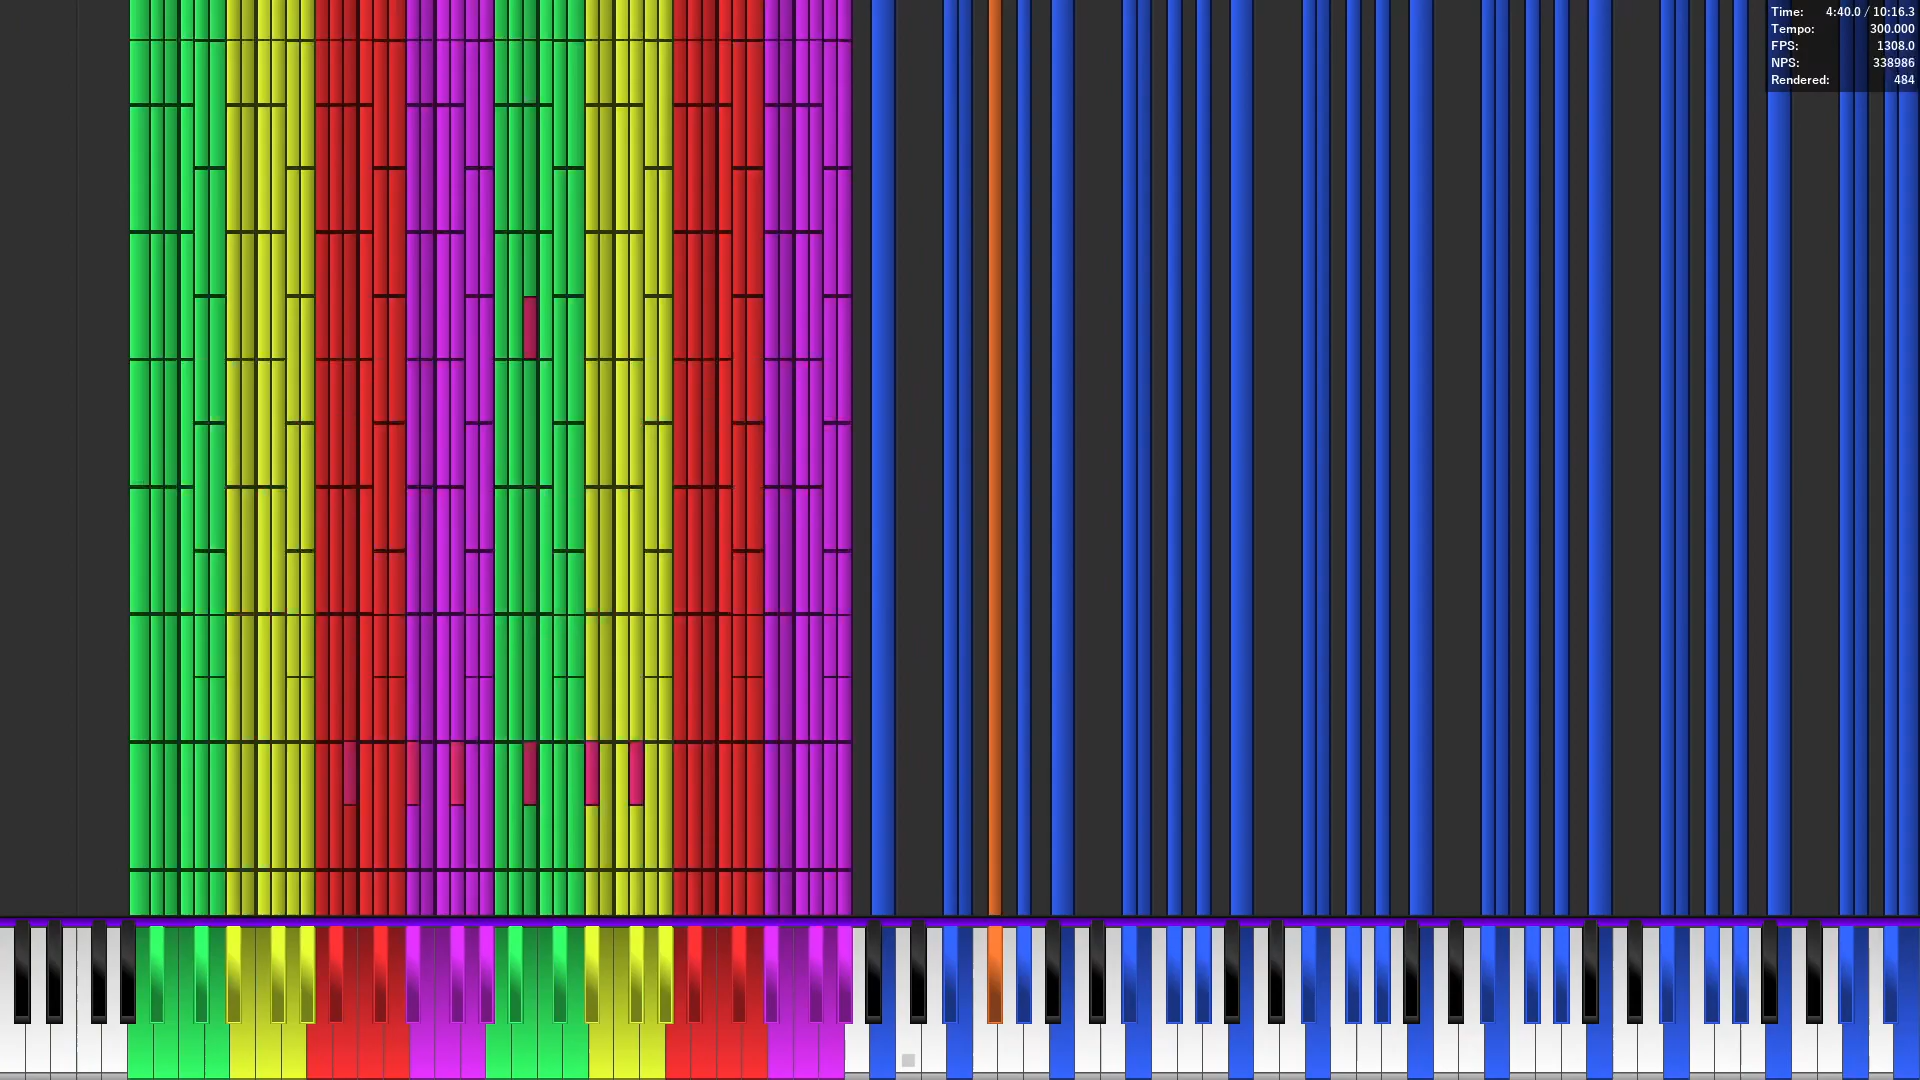 Time: 4:40.0 / 10:16.3
Tempo: 300.000
FPS: 1308.0
NPS: 338986
Rendered: 484